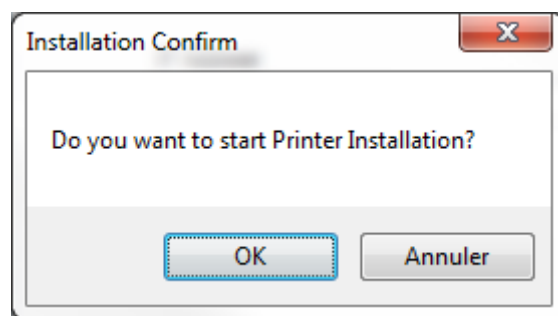 Installation Confirm
Do you want to start Printer Installation?
OK
Annuler